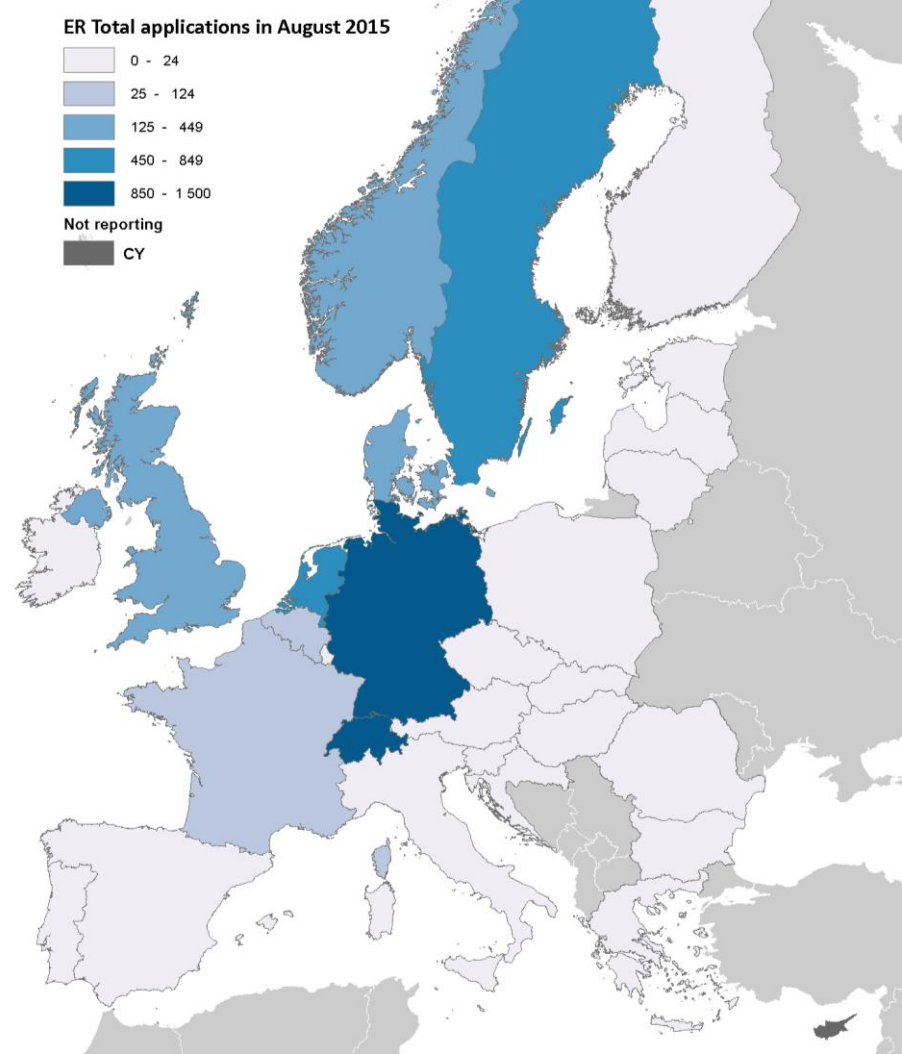 ER Total applications in August 2015
0 - 24
25 - 124
125 - 449
450 - 849
850 - 1 500
Not reporting
CY